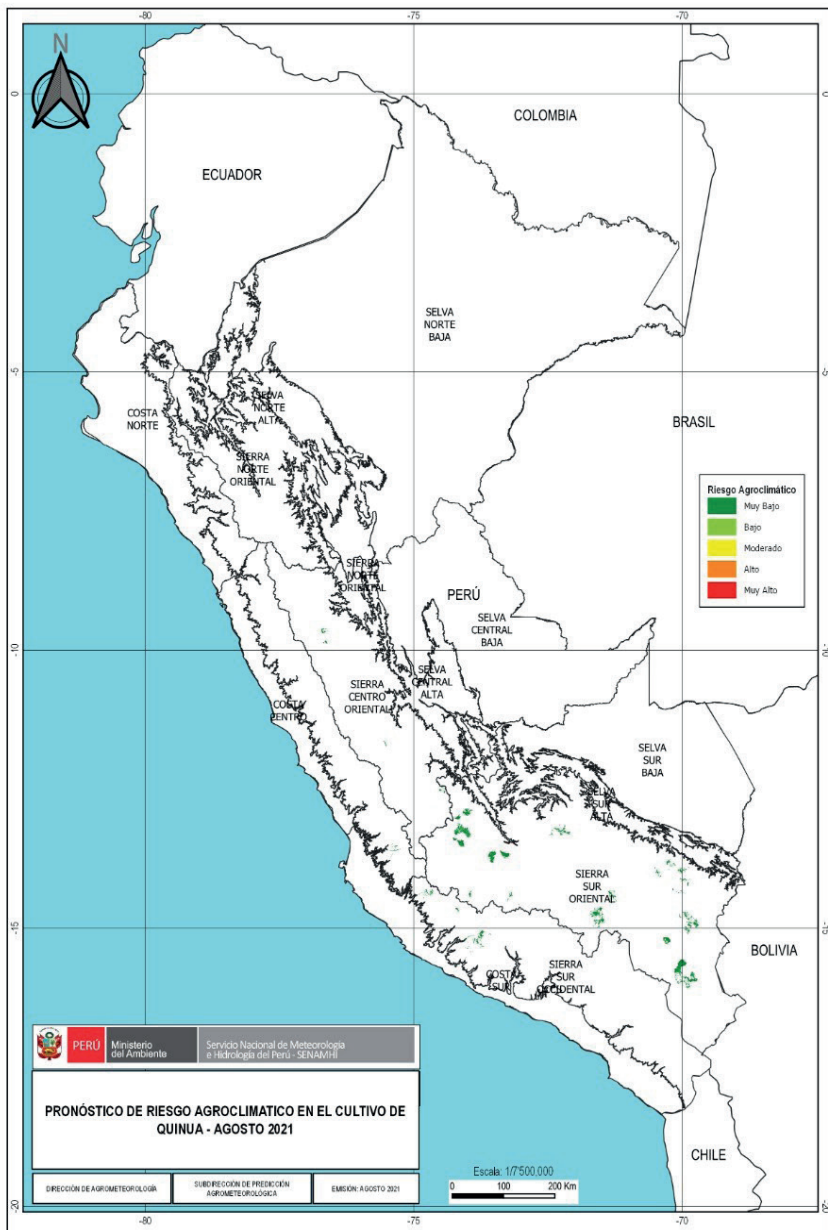 -80
-75
-70
N
0
0
COLOMBIA
ECUADOR
SELVA
NORTE
BAJA
-5
COSTA
NORTE
SELVA
NORTE
ALTA
BRASIL
SIERRA
NORTE
ORIENTAL
Riesgo Agroclimático
Muy Bajo
Bajo
Moderado
Alto
Muy Alto
SIERRA
NORTE
ORIENTAL
PERÚ
SELVA
CENTRAL
BAJA
-10
SELVA
CENTRAL
ALTA
SIERRA
CENTRO
ORIENTAL
COSTA
CENTRO
SELVA
SUR
BAJA
SELVA
SUR
ALTA
SIERRA
SUR
ORIENTAL
-15
BOLIVIA
COSTA
SUR
SIERRA
SUR
OCCIDENTAL
PERÚ
Ministerio
del Ambiente
Servicio Nacional de Meteorología
e Hidrología del Perú - SENAMHI
PRONÓSTICO DE RIESGO AGROCLIMATICO EN EL CULTIVO DE
QUINUA - AGOSTO 2021
CHILE
Escala: 1/7'500,000
0 100 200 Km
DIRECCIÓN DE AGROMETEOROLOGÍA
SUBDIRECCIÓN DE PREDICCIÓN
AGROMETEOROLÓGICA
EMISIÓN: AGOSTO 2021
-20
-80
-75
-70